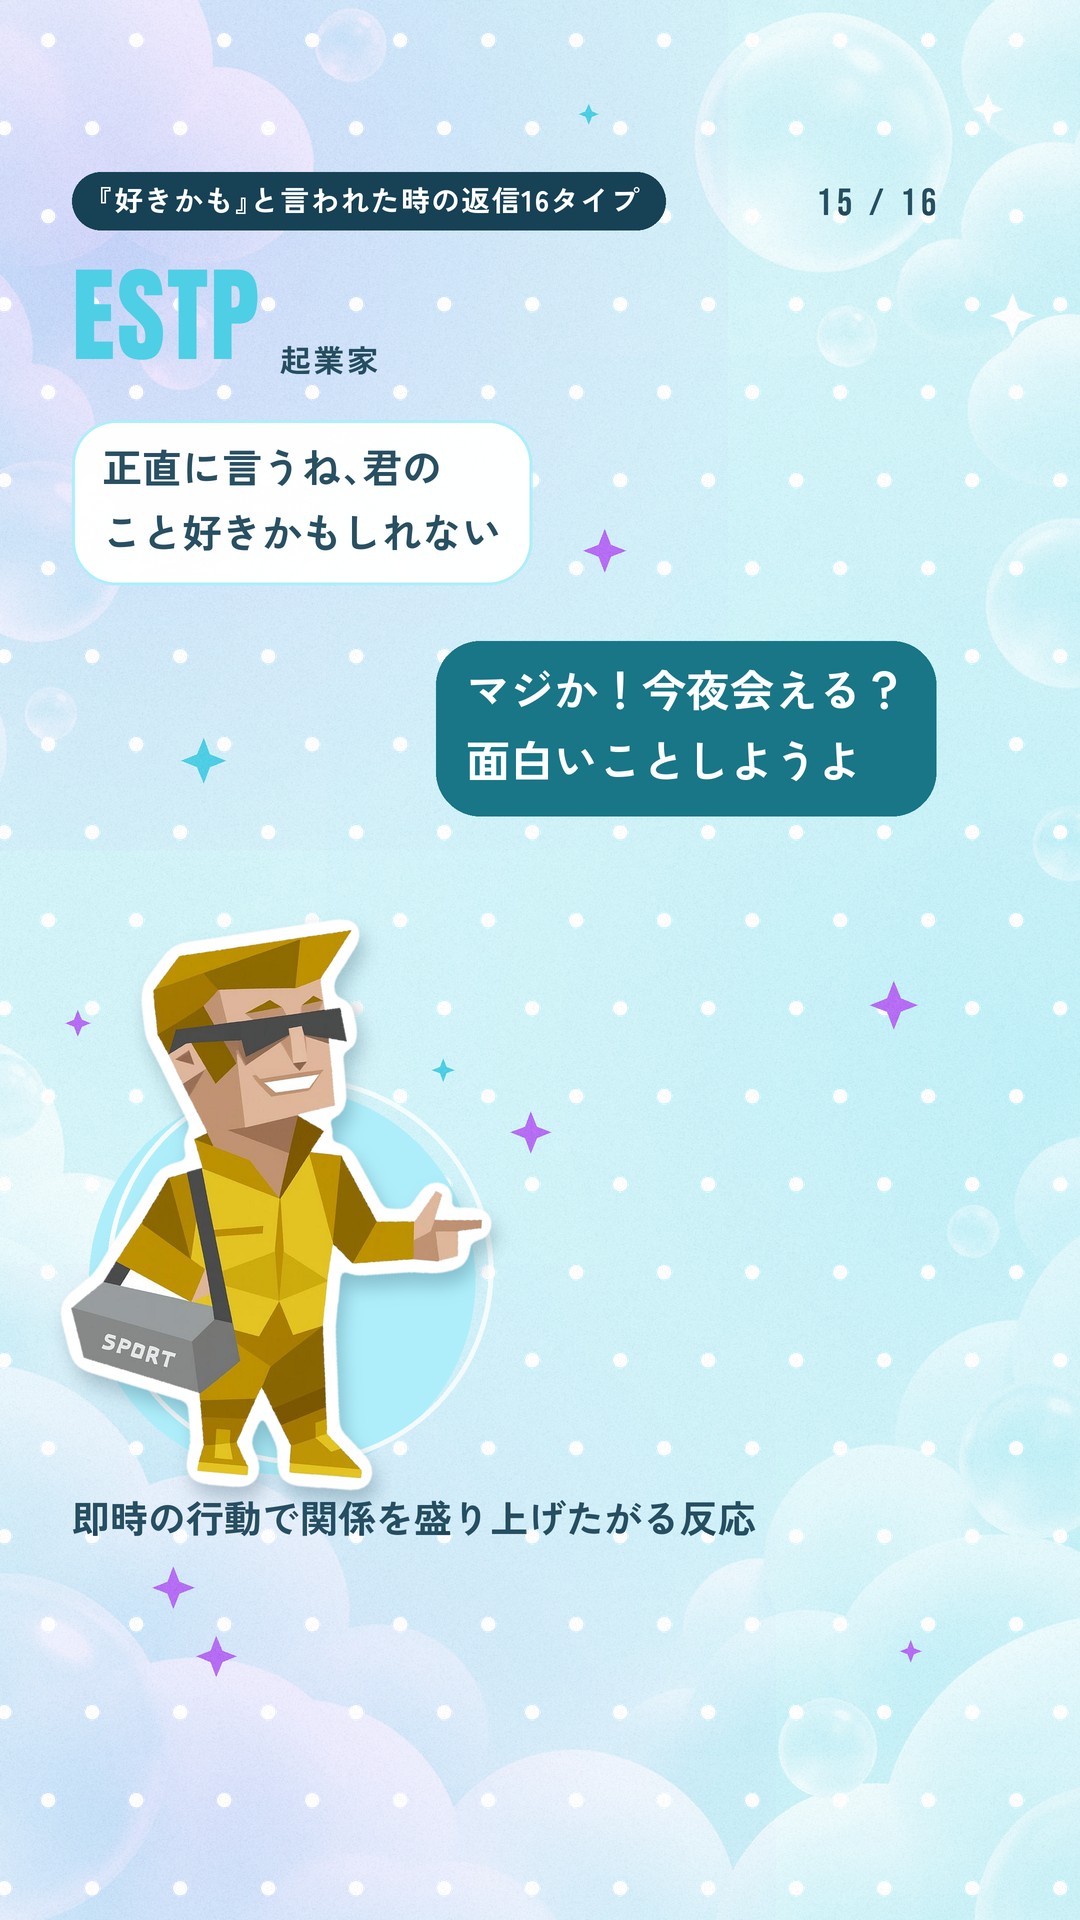 『好きかも』と言われた時の返信16タイプ
15 / 16
ESTP
起業家
正直に言うね、君の
こと好きかもしれない
マジか！今夜会える？
面白いことしようよ
SPORT
即時の行動で関係を盛り上げたがる反応